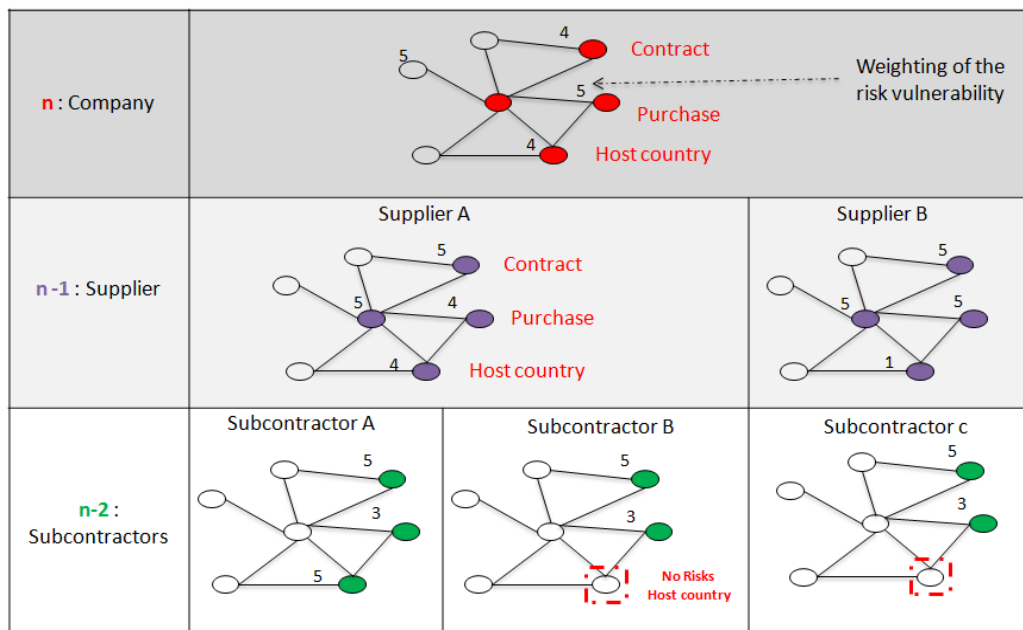 n : Company
5
4
Contract
5
Purchase
4
Host country
Weighting of the
risk vulnerability
n -1 : Supplier
Supplier A
5
Contract
5
4
Purchase
4
Host country
Supplier B
5
5
5
1
n-2 :
Subcontractors
Subcontractor A
5
3
5
Subcontractor B
5
3
No Risks
Host country
Subcontractor c
5
3